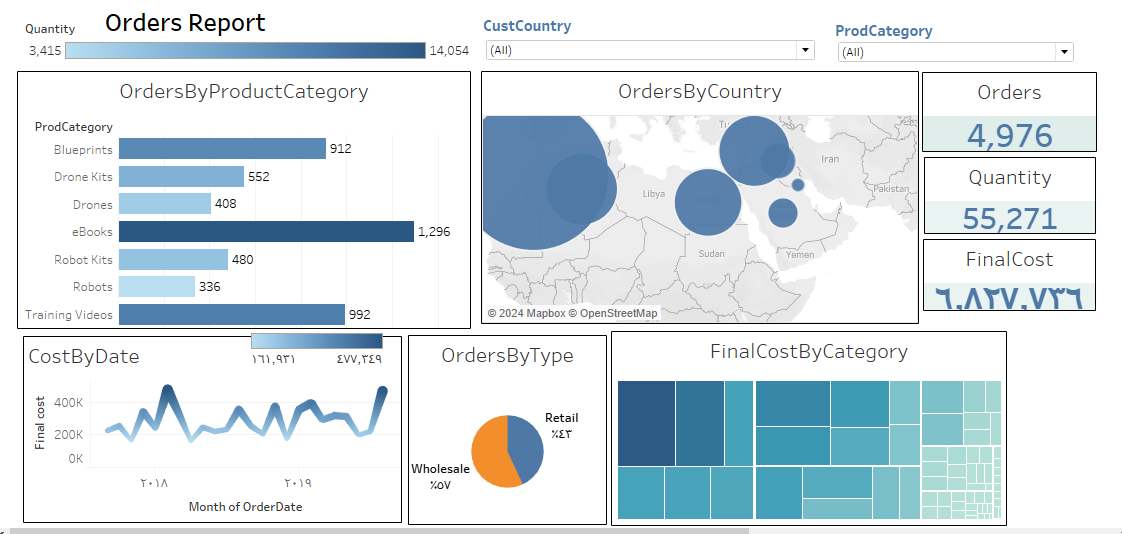 Orders Report
Quantity
3,415
14,054
CustCountry
(All)
ProdCategory
(All)
OrdersByProductCategory
ProdCategory
Blueprints 912
Drone Kits 552
Drones 408
eBooks 1,296
Robot Kits 480
Robots 336
Training Videos 992
OrdersByCountry
Libya
Iran
Pakistan
Sudan
Yemen
© 2024 Mapbox © OpenStreetMap
Orders
4,976
Quantity
55,271
FinalCost
٦,٨٢٧,٧٣٦
CostByDate
١٦١,٩٣١ ٤٧٧,٣٤٩
Final cost
400K
200K
0K
٢٠١٨ ٢٠١٩
Month of OrderDate
OrdersByType
Retail
%٤٣
Wholesale
%٥٧
FinalCostByCategory